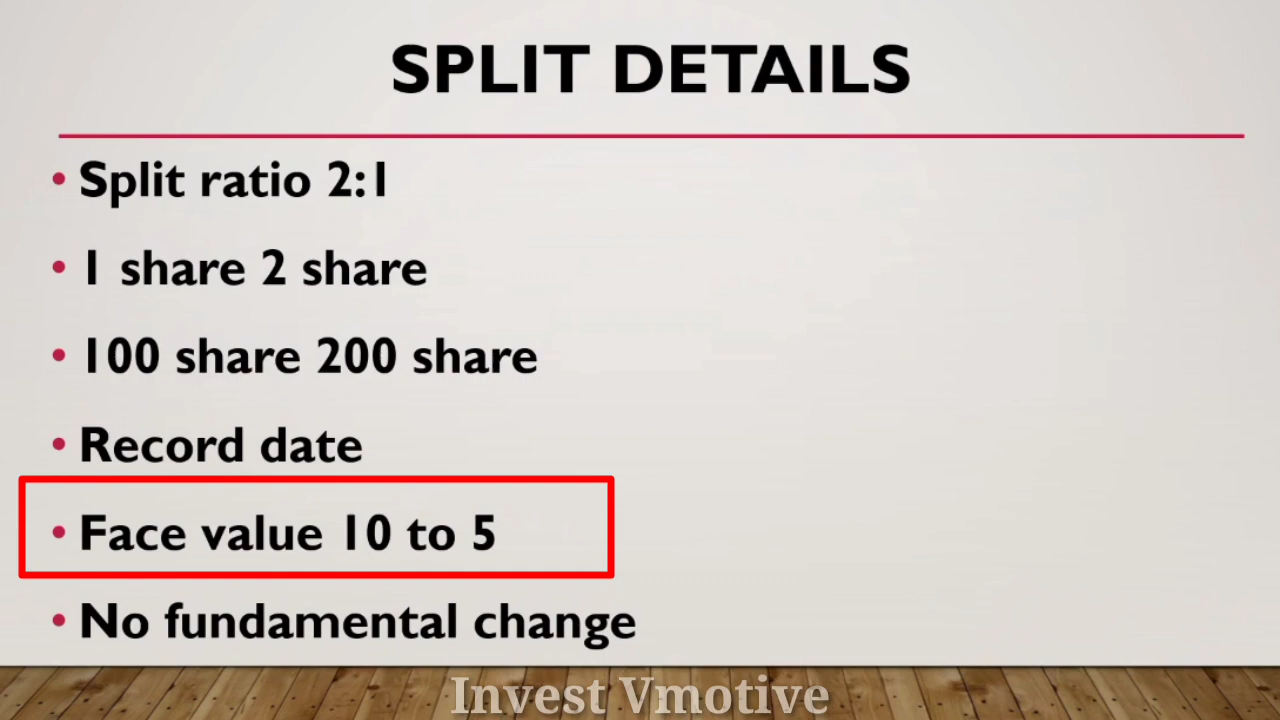 SPLIT DETAILS
• Split ratio 2:1
• 1 share 2 share
• 100 share 200 share
• Record date
• Face value 10 to 5
• No fundamental change
Invest Vmotive